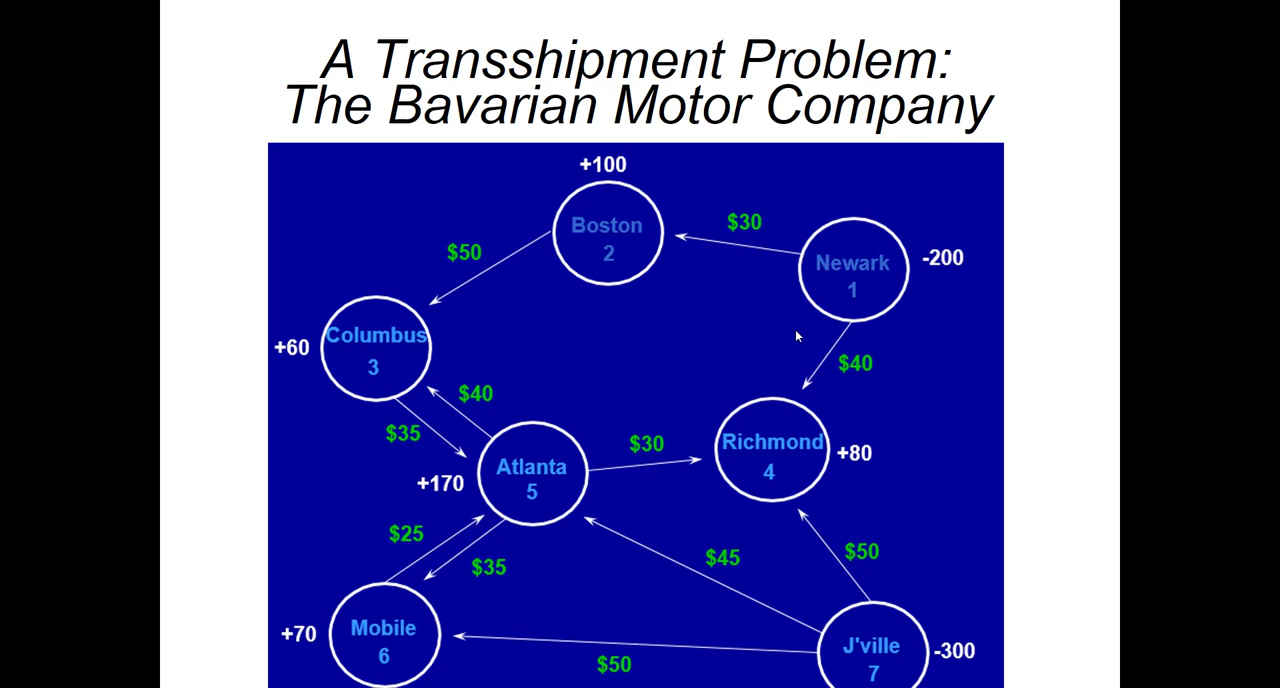 A Transshipment Problem:
The Bavarian Motor Company
+100
Boston
2
$30
Newark
1
-200
$50
Columbus
3
+60
$40
$40
$35
$30
Richmond
4
+80
Atlanta
5
+170
$25
$35
$45
$50
Mobile
6
+70
$50
J'ville
7
-300